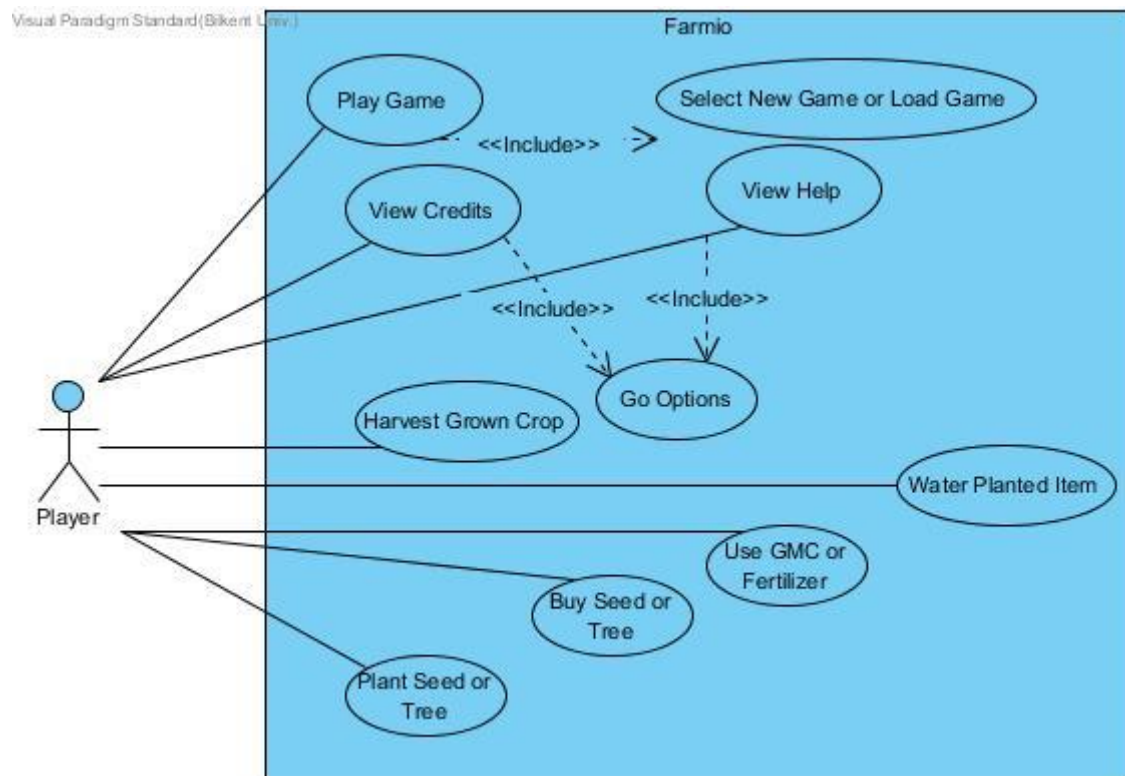 Visual Paradigm Standard(Bilkent Univ.)
Farmio
Play Game
Select New Game or Load Game
<<Include>>
View Credits
View Help
<<Include>>
<<Include>>
Go Options
Harvest Grown Crop
Water Planted Item
Player
Use GMC or
Fertilizer
Buy Seed or
Tree
Plant Seed or
Tree